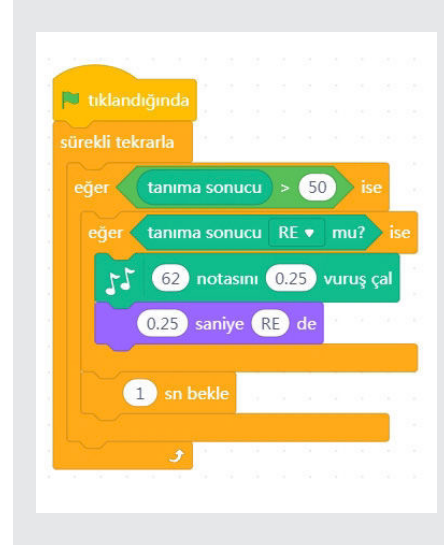 tıklandığında
sürekli tekrarla
eğer tanıma sonucu > 50 ise
eğer tanıma sonucu RE mu? ise
62 notasını 0.25 vuruş çal
0.25 saniye RE de
1 sn bekle